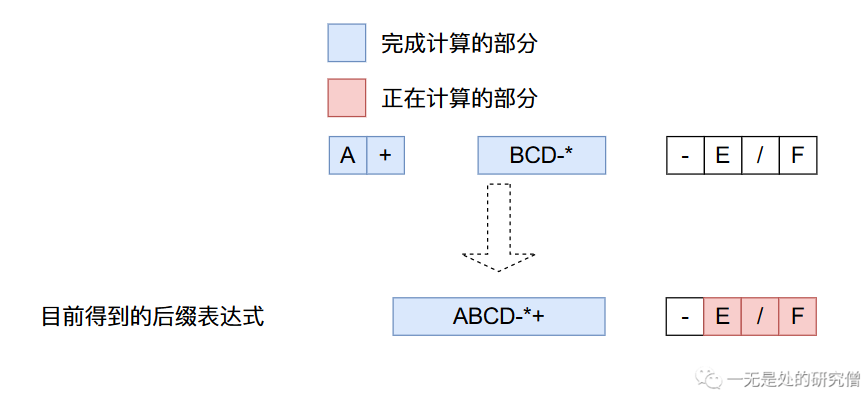 完成计算的部分
正在计算的部分
A + BCD-* - E / F
目前得到的后缀表达式 ABCD-*+ - E / F
一无是处的研究僧